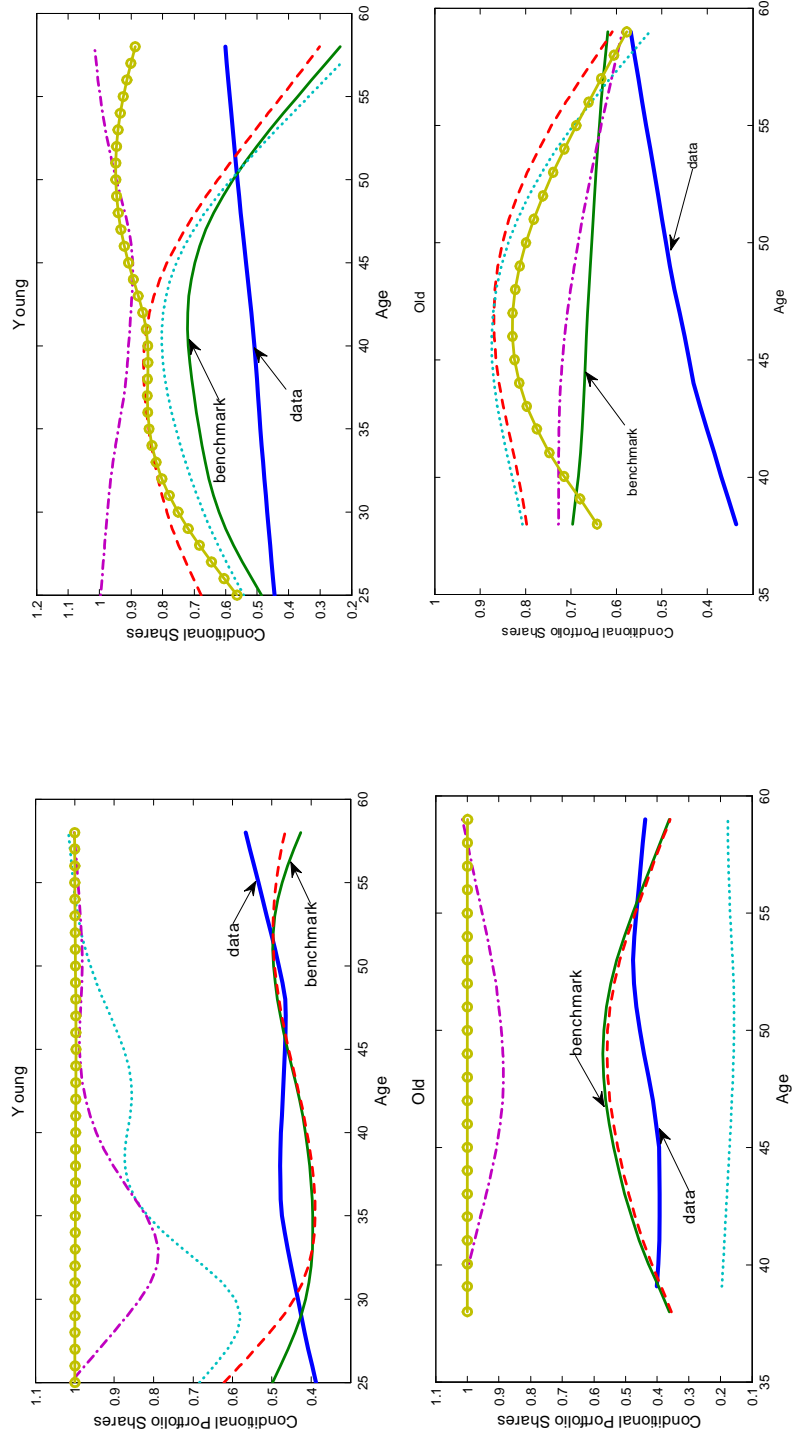 Young
1.1
1
0.9
0.8
0.7
0.6
0.5
0.4
Conditional Portfolio Shares
data
benchmark
25 30 35 40 45 50 55 60
Age
Young
1.2
1.1
1
0.9
0.8
0.7
0.6
0.5
0.4
0.3
0.2
Conditional Shares
benchmark
data
25 30 35 40 45 50 55 60
Age
Old
1.1
1
0.9
0.8
0.7
0.6
0.5
0.4
0.3
0.2
0.1
Conditional Portfolio Shares
benchmark
data
35 40 45 50 55 60
Age
Old
1
0.9
0.8
0.7
0.6
0.5
0.4
Conditional Portfolio Shares
benchmark
data
35 40 45 50 55 60
Age